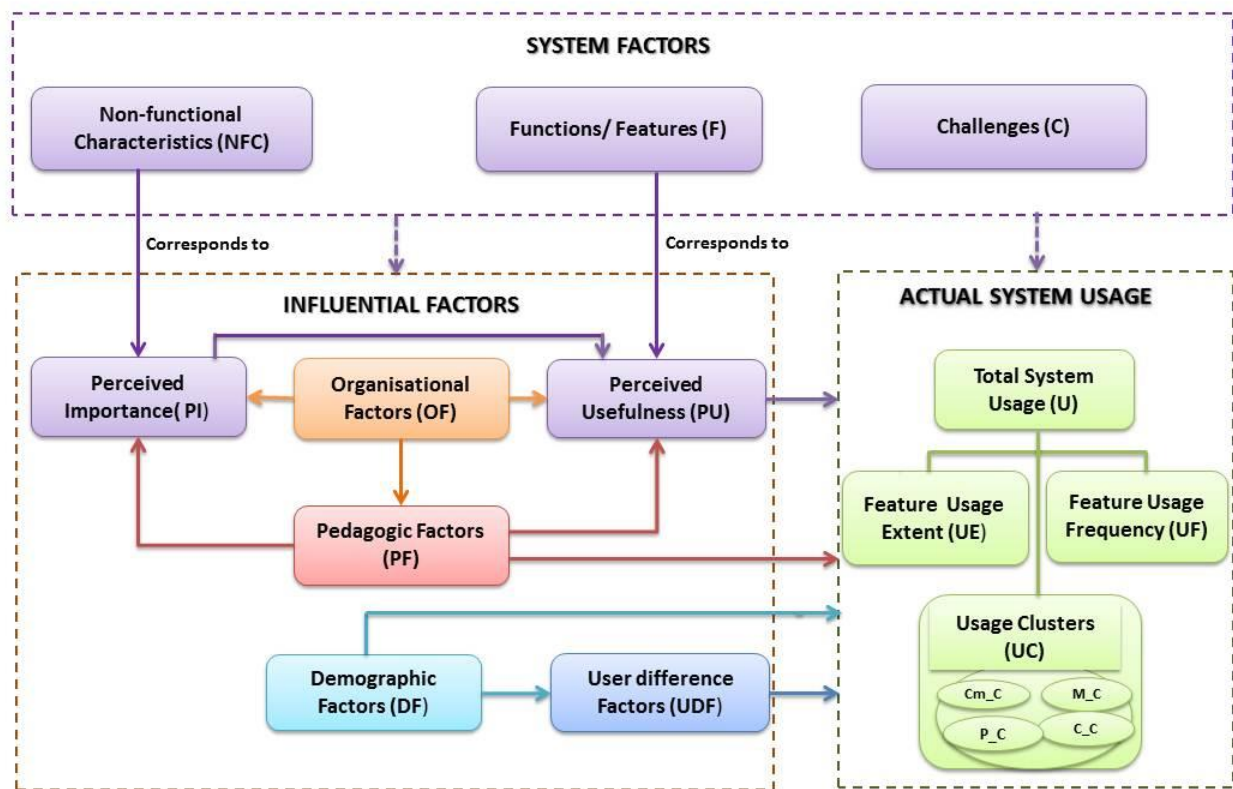 SYSTEM FACTORS
Non-functional
Characteristics (NFC)
Functions/ Features (F)
Challenges (C)
Corresponds to
Corresponds to
INFLUENTIAL FACTORS
ACTUAL SYSTEM USAGE
Perceived
Importance( PI)
Organisational
Factors (OF)
Perceived
Usefulness (PU)
Total System
Usage (U)
Feature Usage
Extent (UE)
Feature Usage
Frequency (UF)
Pedagogic Factors
(PF)
Usage Clusters
(UC)
Demographic
Factors (DF)
User difference
Factors (UDF)
Cm_C
M_C
P_C
C_C